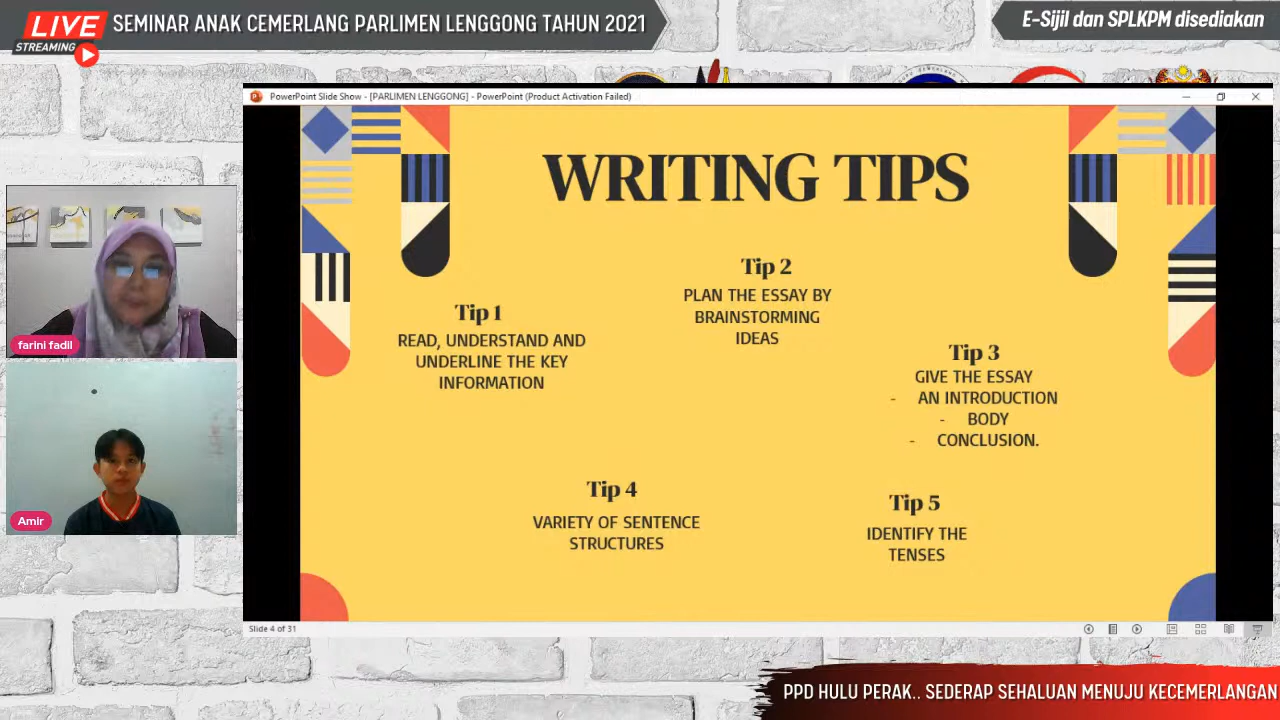 LIVE
STREAMING
SEMINAR ANAK CEMERLANG PARLIMEN LENGGONG TAHUN 2021
E-Sijil dan SPLKPM disediakan
PowerPoint Slide Show - [PARLIMEN LENGGONG] - PowerPoint (Product Activation Failed)
WRITING TIPS
Tip 1
READ, UNDERSTAND AND
UNDERLINE THE KEY
INFORMATION
Tip 2
PLAN THE ESSAY BY
BRAINSTORMING
IDEAS
Tip 3
GIVE THE ESSAY
- AN INTRODUCTION
- BODY
- CONCLUSION.
Tip 4
VARIETY OF SENTENCE
STRUCTURES
Tip 5
IDENTIFY THE
TENSES
farini fadil
Amir
Slide 4 of 31
PPD HULU PERAK.. SEDERAP SEHALUAN MENUJU KECEMERLANGAN